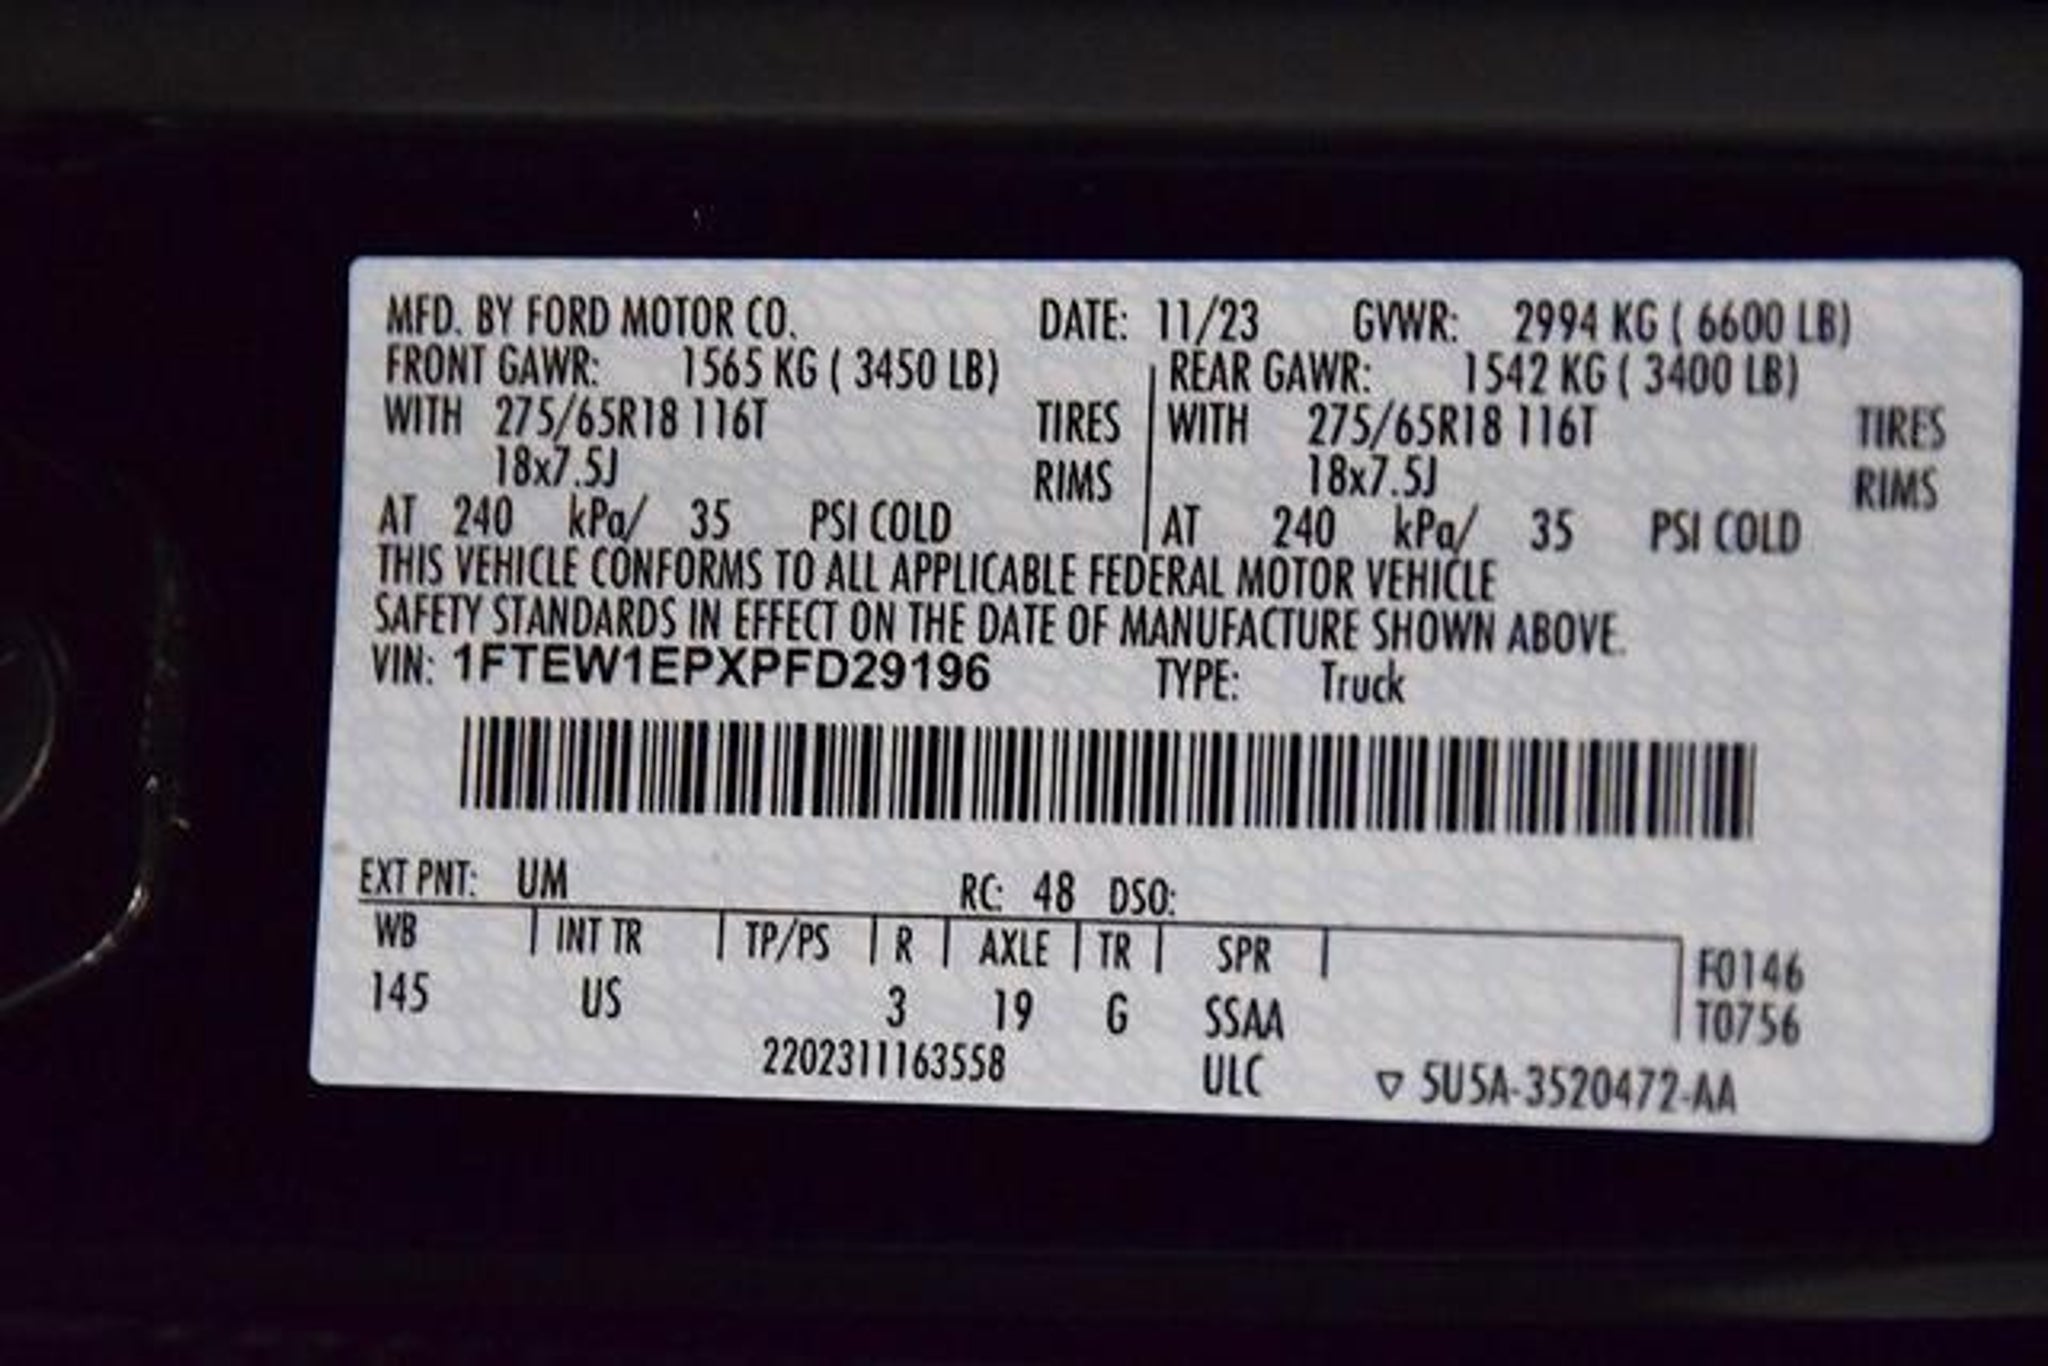 MFD. BY FORD MOTOR CO. DATE: 11/23 GVWR: 2994 KG ( 6600 LB)
FRONT GAWR: 1565 KG ( 3450 LB) REAR GAWR: 1542 KG ( 3400 LB)
WITH 275/65R18 116T TIRES WITH 275/65R18 116T TIRES
18x7.5J RIMS 18x7.5J RIMS
AT 240 kPa/ 35 PSI COLD AT 240 kPa/ 35 PSI COLD
THIS VEHICLE CONFORMS TO ALL APPLICABLE FEDERAL MOTOR VEHICLE
SAFETY STANDARDS IN EFFECT ON THE DATE OF MANUFACTURE SHOWN ABOVE.
VIN: 1FTEW1EPXPFD29196 TYPE: Truck
EXT PNT: UM RC: 48 DSO:
WB INT TR TP/PS R AXLE TR SPR F0146
145 US 3 19 G SSAA T0756
2202311163558 ULC ▽ 5U5A-3520472-AA